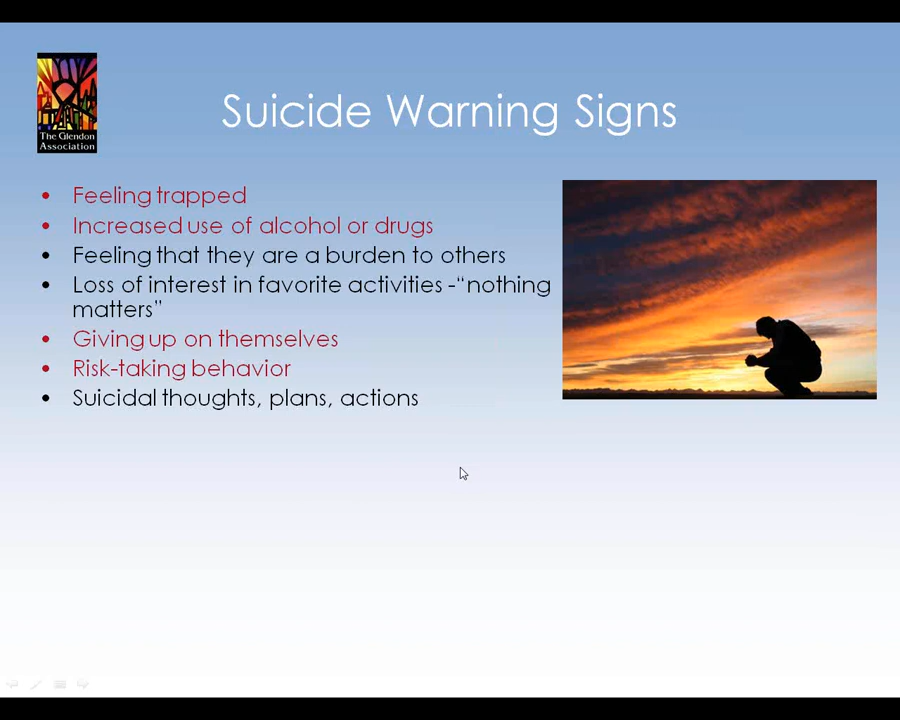 The Glendon
Association
Suicide Warning Signs
• Feeling trapped
• Increased use of alcohol or drugs
• Feeling that they are a burden to others
• Loss of interest in favorite activities -“nothing
matters”
• Giving up on themselves
• Risk-taking behavior
• Suicidal thoughts, plans, actions